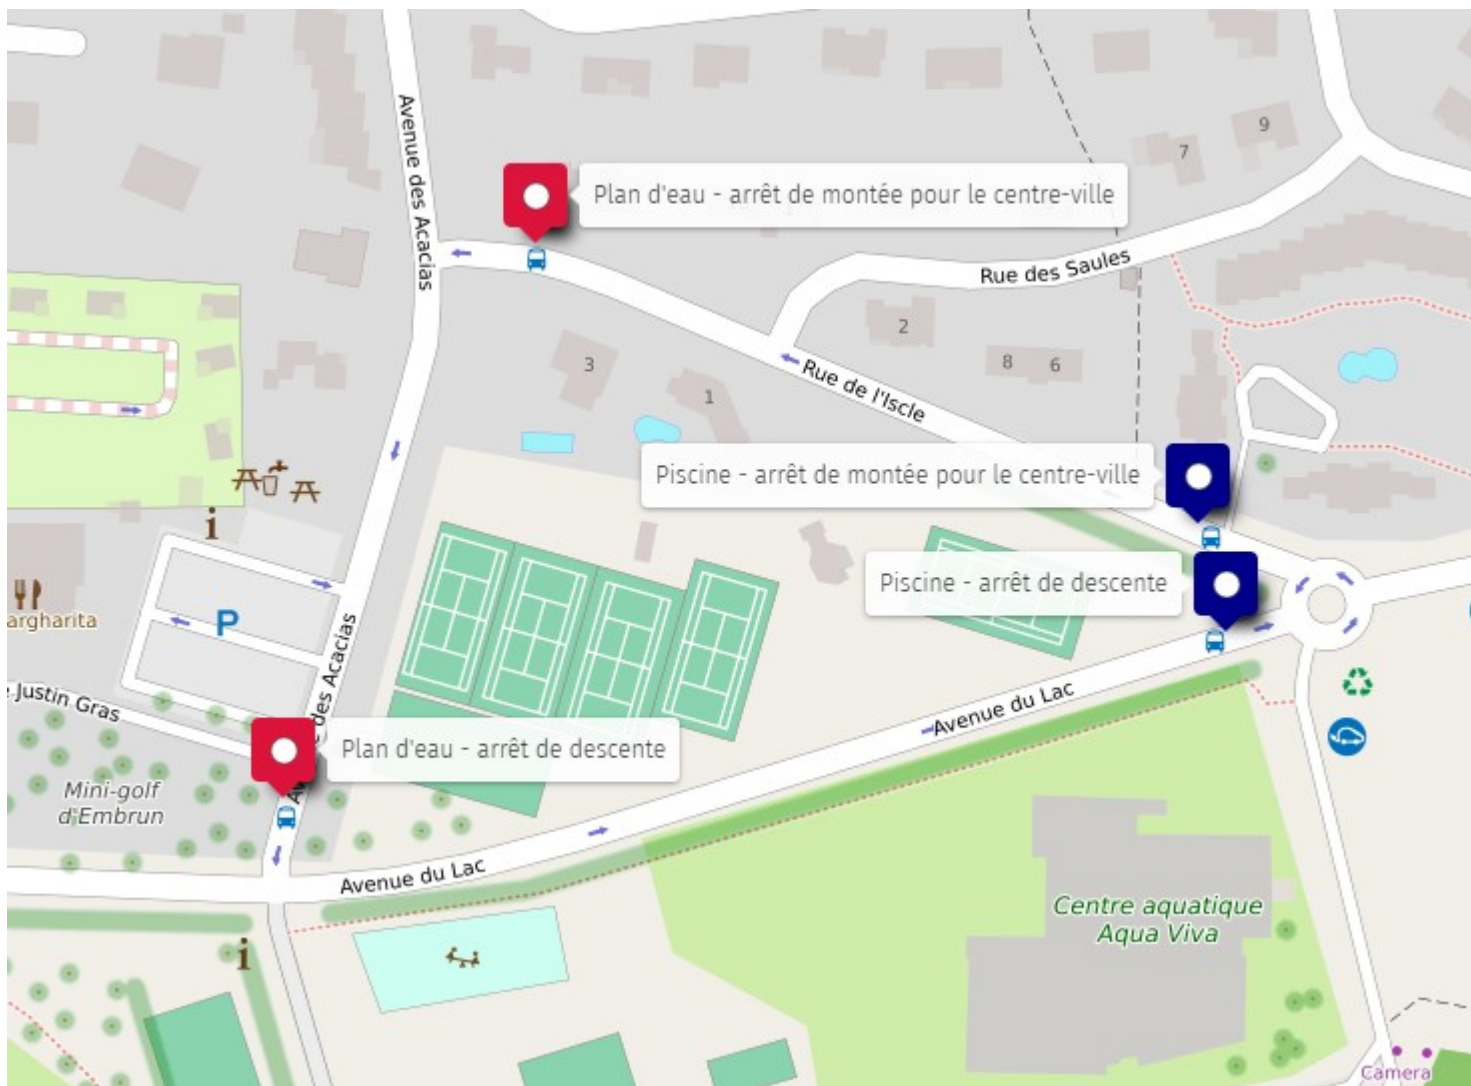 Avenue des Acacias
9
7
Plan d'eau - arrêt de montée pour le centre-ville
Rue des Saules
2
3
8
6
Rue de l'Iscle
1
Piscine - arrêt de montée pour le centre-ville
i
Piscine - arrêt de descente
argharita
P
des Acacias
Justin Gras
Avenue du Lac
Plan d'eau - arrêt de descente
Mini-golf
d'Embrun
Avenue du Lac
Centre aquatique
Aqua Viva
i
Camera